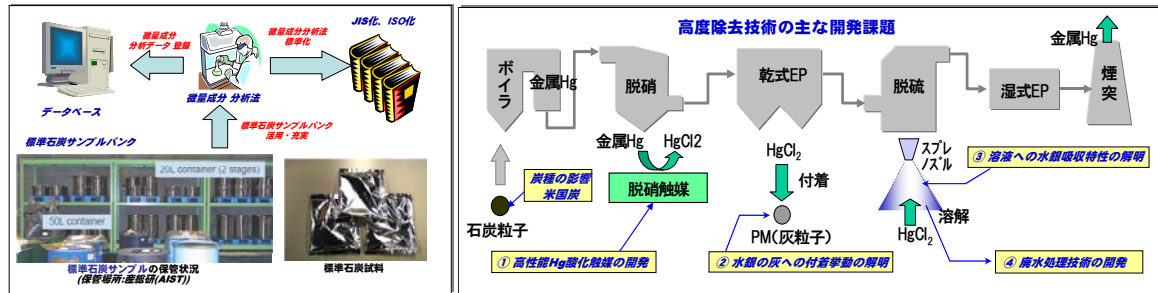 微量成分
分析データ 登録
微量成分分析法
標準化
JIS化、ISO化
データベース
微量成分 分析法
標準石炭サンプルバンク
活用・充実
標準石炭サンプルバンク
20L container (2 stages)
50L container
標準石炭サンプルの保管状況
(保管場所:産総研(AIST))
標準石炭試料
高度除去技術の主な開発課題
ボイラ
金属Hg
脱硝
乾式EP
脱硫
湿式EP
煙突
金属Hg
金属Hg
HgCl2
脱硝触媒
炭種の影響
米国炭
石炭粒子
① 高性能Hg酸化触媒の開発
HgCl2
付着
PM(灰粒子)
② 水銀の灰への付着挙動の解明
スプレ
ノズル
③ 溶液への水銀吸収特性の解明
溶解
HgCl2
④ 廃水処理技術の開発